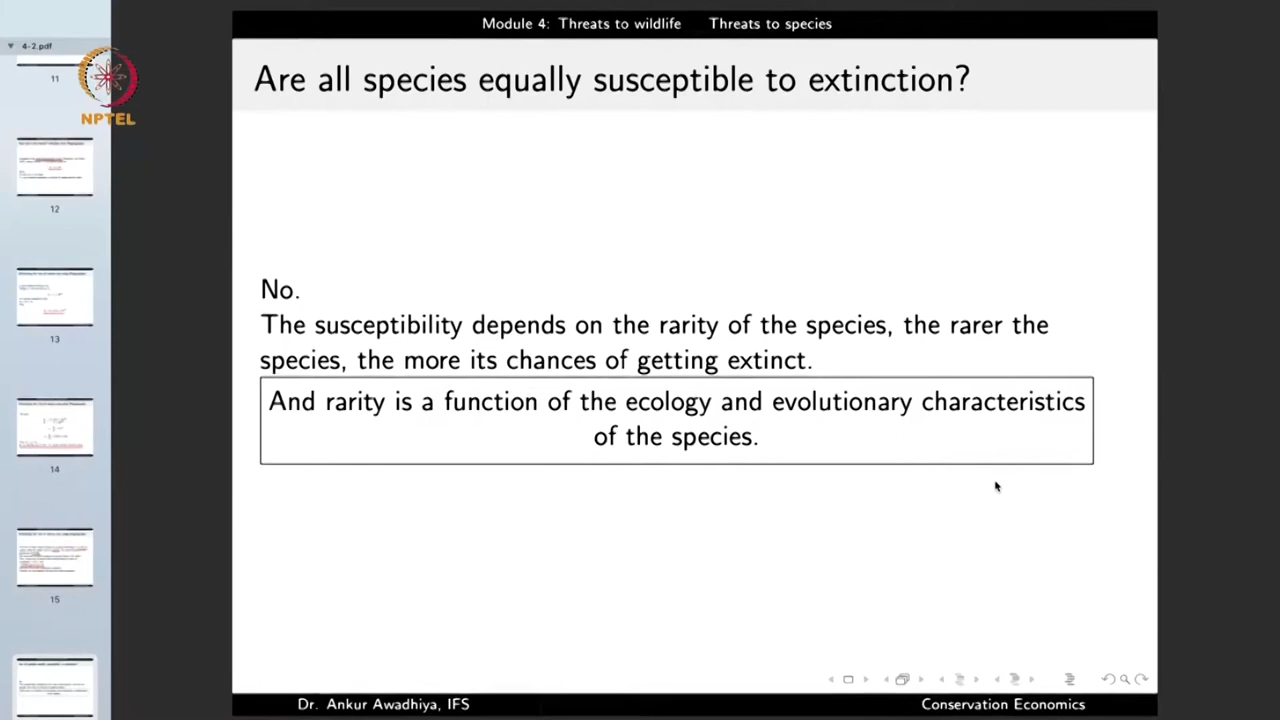 Module 4: Threats to wildlife Threats to species
4-2.pdf
NPTEL
11
12
13
14
15
Are all species equally susceptible to extinction?
No.
The susceptibility depends on the rarity of the species, the rarer the
species, the more its chances of getting extinct.
And rarity is a function of the ecology and evolutionary characteristics
of the species.
Dr. Ankur Awadhiya, IFS Conservation Economics